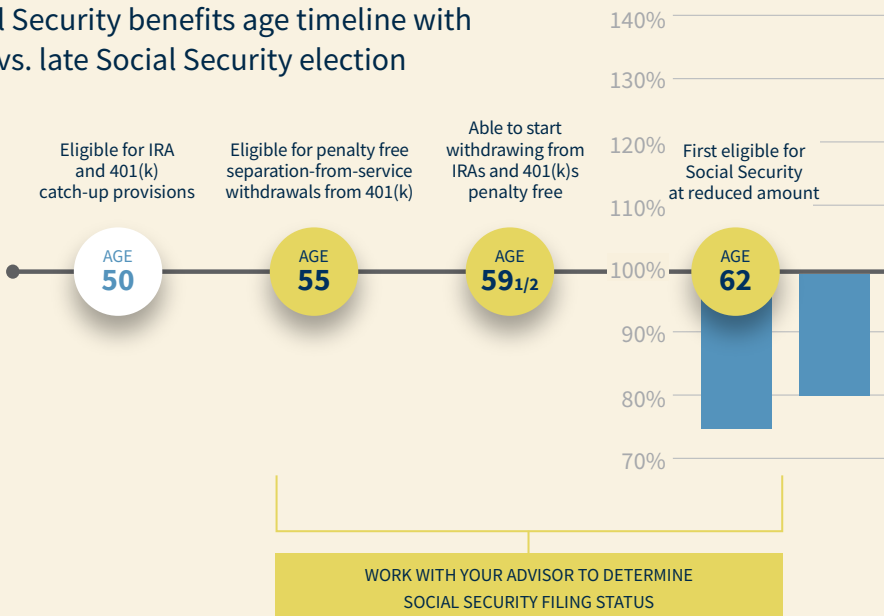 l Security benefits age timeline with
vs. late Social Security election
140%
130%
120%
110%
100%
90%
80%
70%
Eligible for IRA
and 401(k)
catch-up provisions
AGE
50
Eligible for penalty free
separation-from-service
withdrawals from 401(k)
AGE
55
Able to start
withdrawing from
IRAs and 401(k)s
penalty free
AGE
59 1/2
First eligible for
Social Security
at reduced amount
AGE
62
WORK WITH YOUR ADVISOR TO DETERMINE
SOCIAL SECURITY FILING STATUS